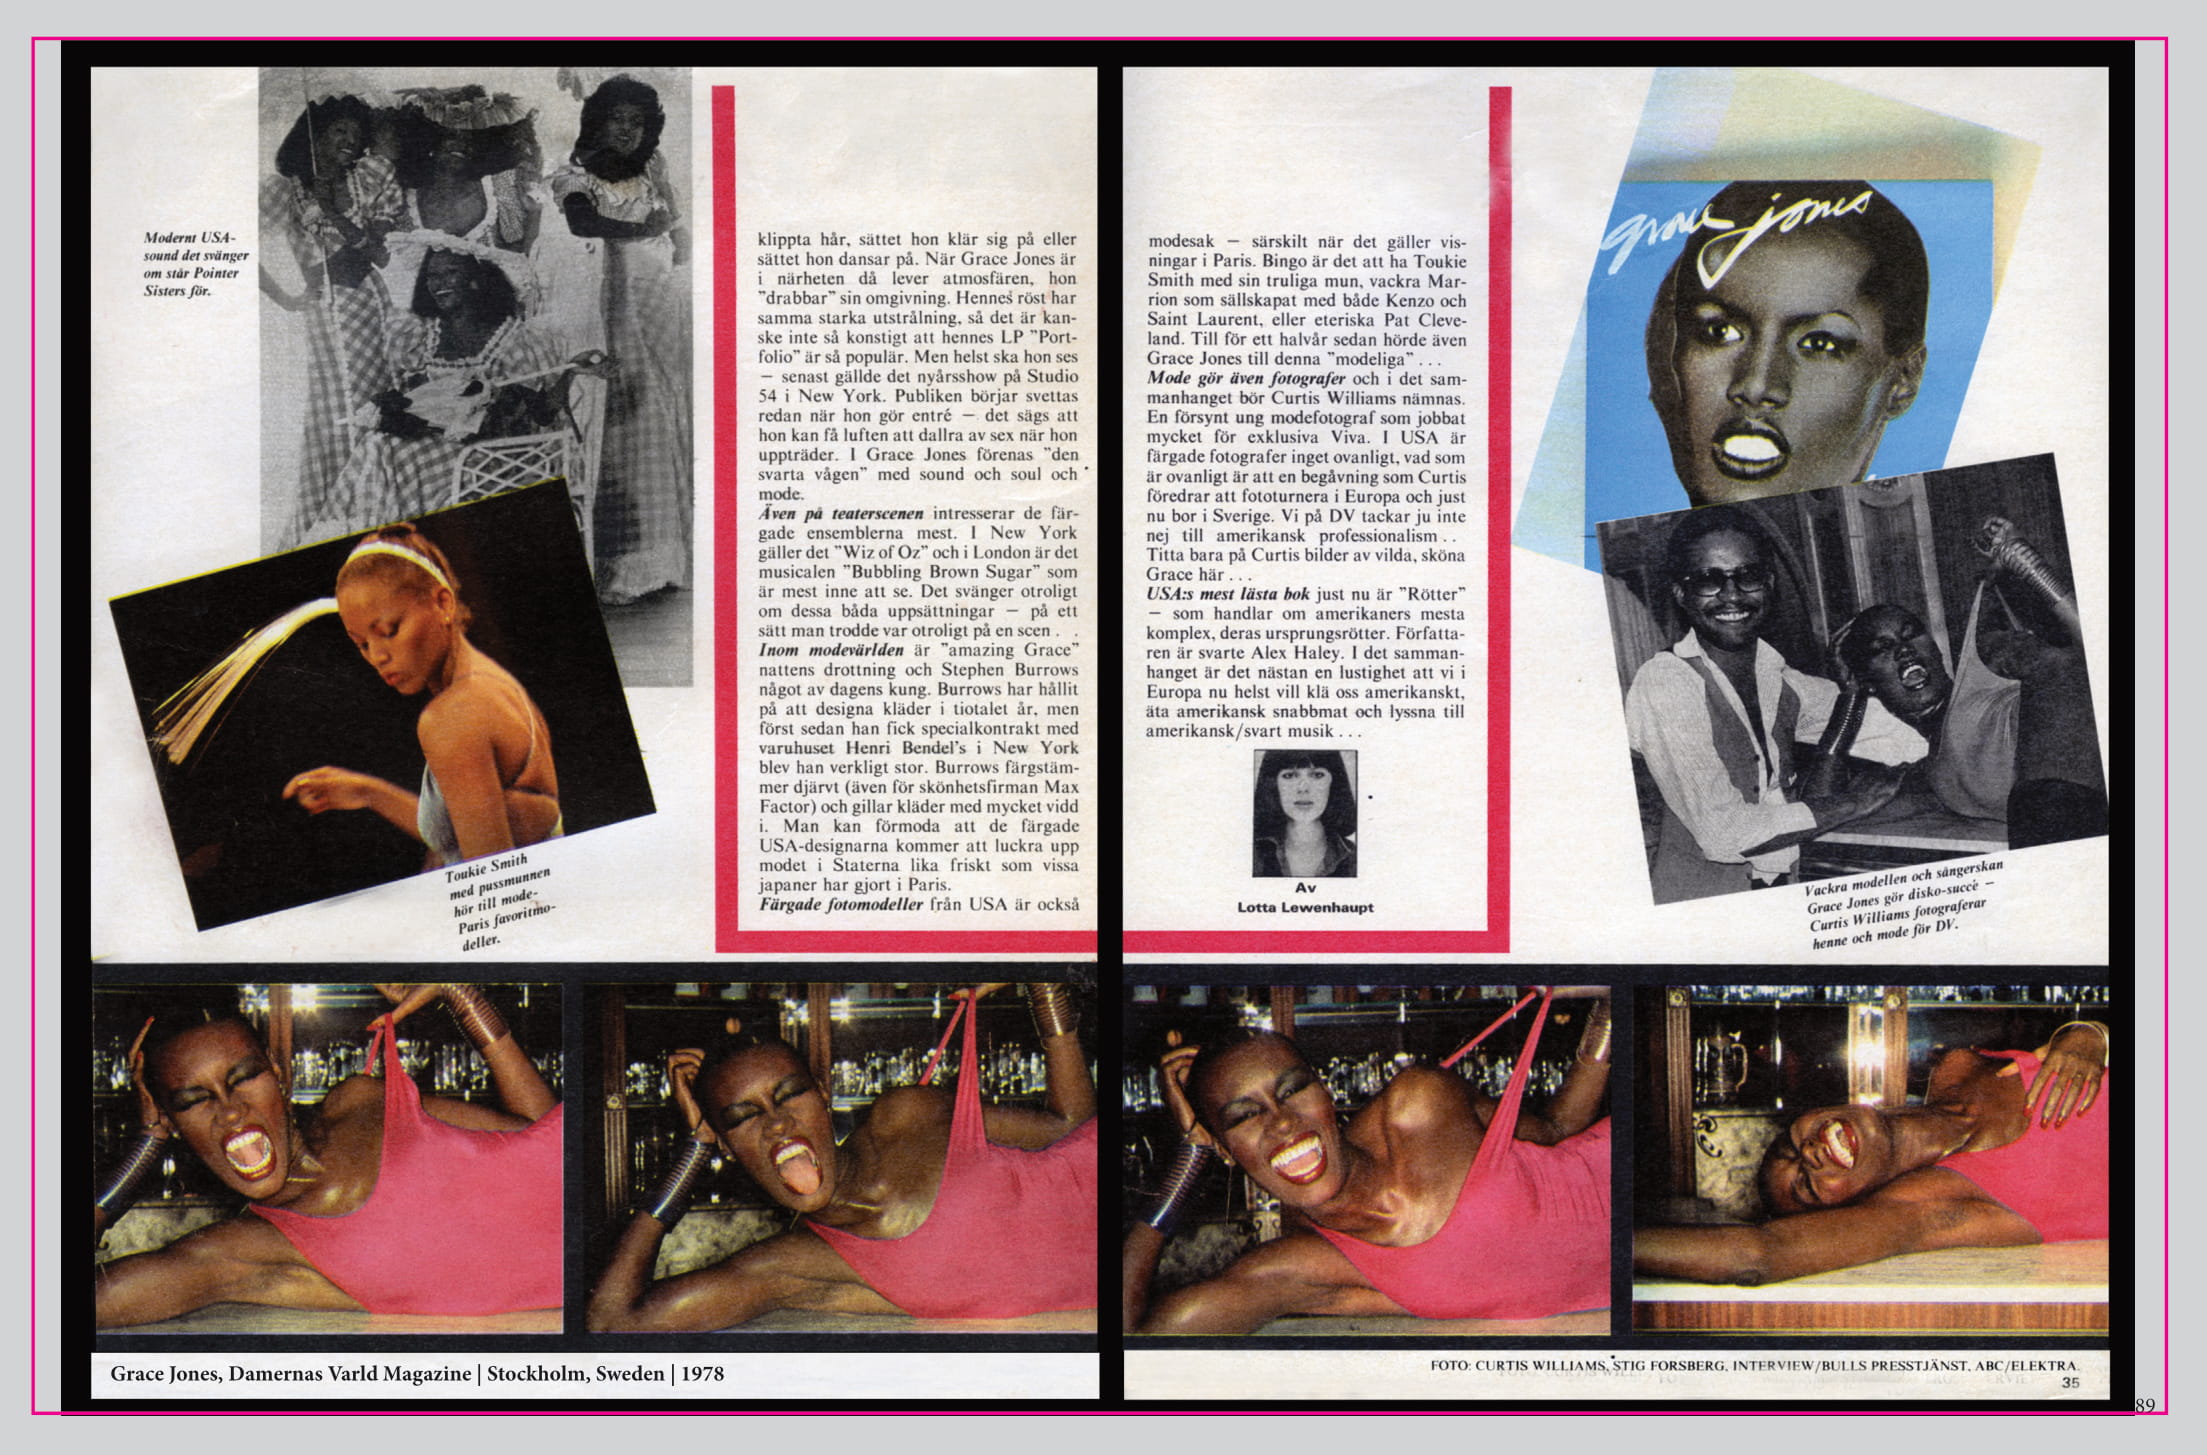 Modernt USA-
sound det svänger
om står Pointer
Sisters för.
Toukie Smith
med pussmunnen
hör till mode-
Paris favoritmo-
deller.
klippta hår, sättet hon klär sig på eller
sättet hon dansar på. När Grace Jones är
i närheten då lever atmosfären, hon
"drabbar" sin omgivning. Hennes röst har
samma starka utstrålning, så det är kan-
ske inte så konstigt att hennes LP "Port-
folio" är så populär. Men helst ska hon ses
— senast gällde det nyårsshow på Studio
54 i New York. Publiken börjar svettas
redan när hon gör entré — det sägs att
hon kan få luften att dallra av sex när hon
uppträder. I Grace Jones förenas "den
svarta vågen" med sound och soul och
mode.
Även på teaterscenen intresserar de fär-
gade ensemblerna mest. I New York
gäller det "Wiz of Oz" och i London är det
musicalen "Bubbling Brown Sugar" som
är mest inne att se. Det svänger otroligt
om dessa båda uppsättningar — på ett
sätt man trodde var otroligt på en scen . .
Inom modevärlden är "amazing Grace"
nattens drottning och Stephen Burrows
något av dagens kung. Burrows har hållit
på att designa kläder i tiotalet år, men
först sedan han fick specialkontrakt med
varuhuset Henri Bendel's i New York
blev han verkligt stor. Burrows färgstäm-
mer djärvt (även för skönhetsfirman Max
Factor) och gillar kläder med mycket vidd
i. Man kan förmoda att de färgade
USA-designarna kommer att luckra upp
modet i Staterna lika friskt som vissa
japaner har gjort i Paris.
Färgade fotomodeller från USA är också
modesak — särskilt när det gäller vis-
ningar i Paris. Bingo är det att ha Toukie
Smith med sin truliga mun, vackra Mar-
rion som sällskapat med både Kenzo och
Saint Laurent, eller eteriska Pat Cleve-
land. Till för ett halvår sedan hörde även
Grace Jones till denna "modeliga" . . .
Mode gör även fotografer och i det sam-
manhanget bör Curtis Williams nämnas.
En försynt ung modefotograf som jobbat
mycket för exklusiva Viva. I USA är
färgade fotografer inget ovanligt, vad som
är ovanligt är att en begåvning som Curtis
föredrar att fototurnera i Europa och just
nu bor i Sverige. Vi på DV tackar ju inte
nej till amerikansk professionalism . .
Titta bara på Curtis bilder av vilda, sköna
Grace här . . .
USA:s mest lästa bok just nu är "Rötter"
— som handlar om amerikaners mesta
komplex, deras ursprungsrötter. Författa-
ren är svarte Alex Haley. I det samman-
hanget är det nästan en lustighet att vi i
Europa nu helst vill klä oss amerikanskt,
äta amerikansk snabbmat och lyssna till
amerikansk/svart musik . . .
Av
Lotta Lewenhaupt
grace jones
Vackra modellen och sångerskan
Grace Jones gör disko-succé —
Curtis Williams fotograferar
henne och mode för DV.
Grace Jones, Damernas Varld Magazine | Stockholm, Sweden | 1978
FOTO: CURTIS WILLIAMS, STIG FORSBERG, INTERVIEW/BULLS PRESSTJÄNST, ABC/ELEKTRA.
35
89